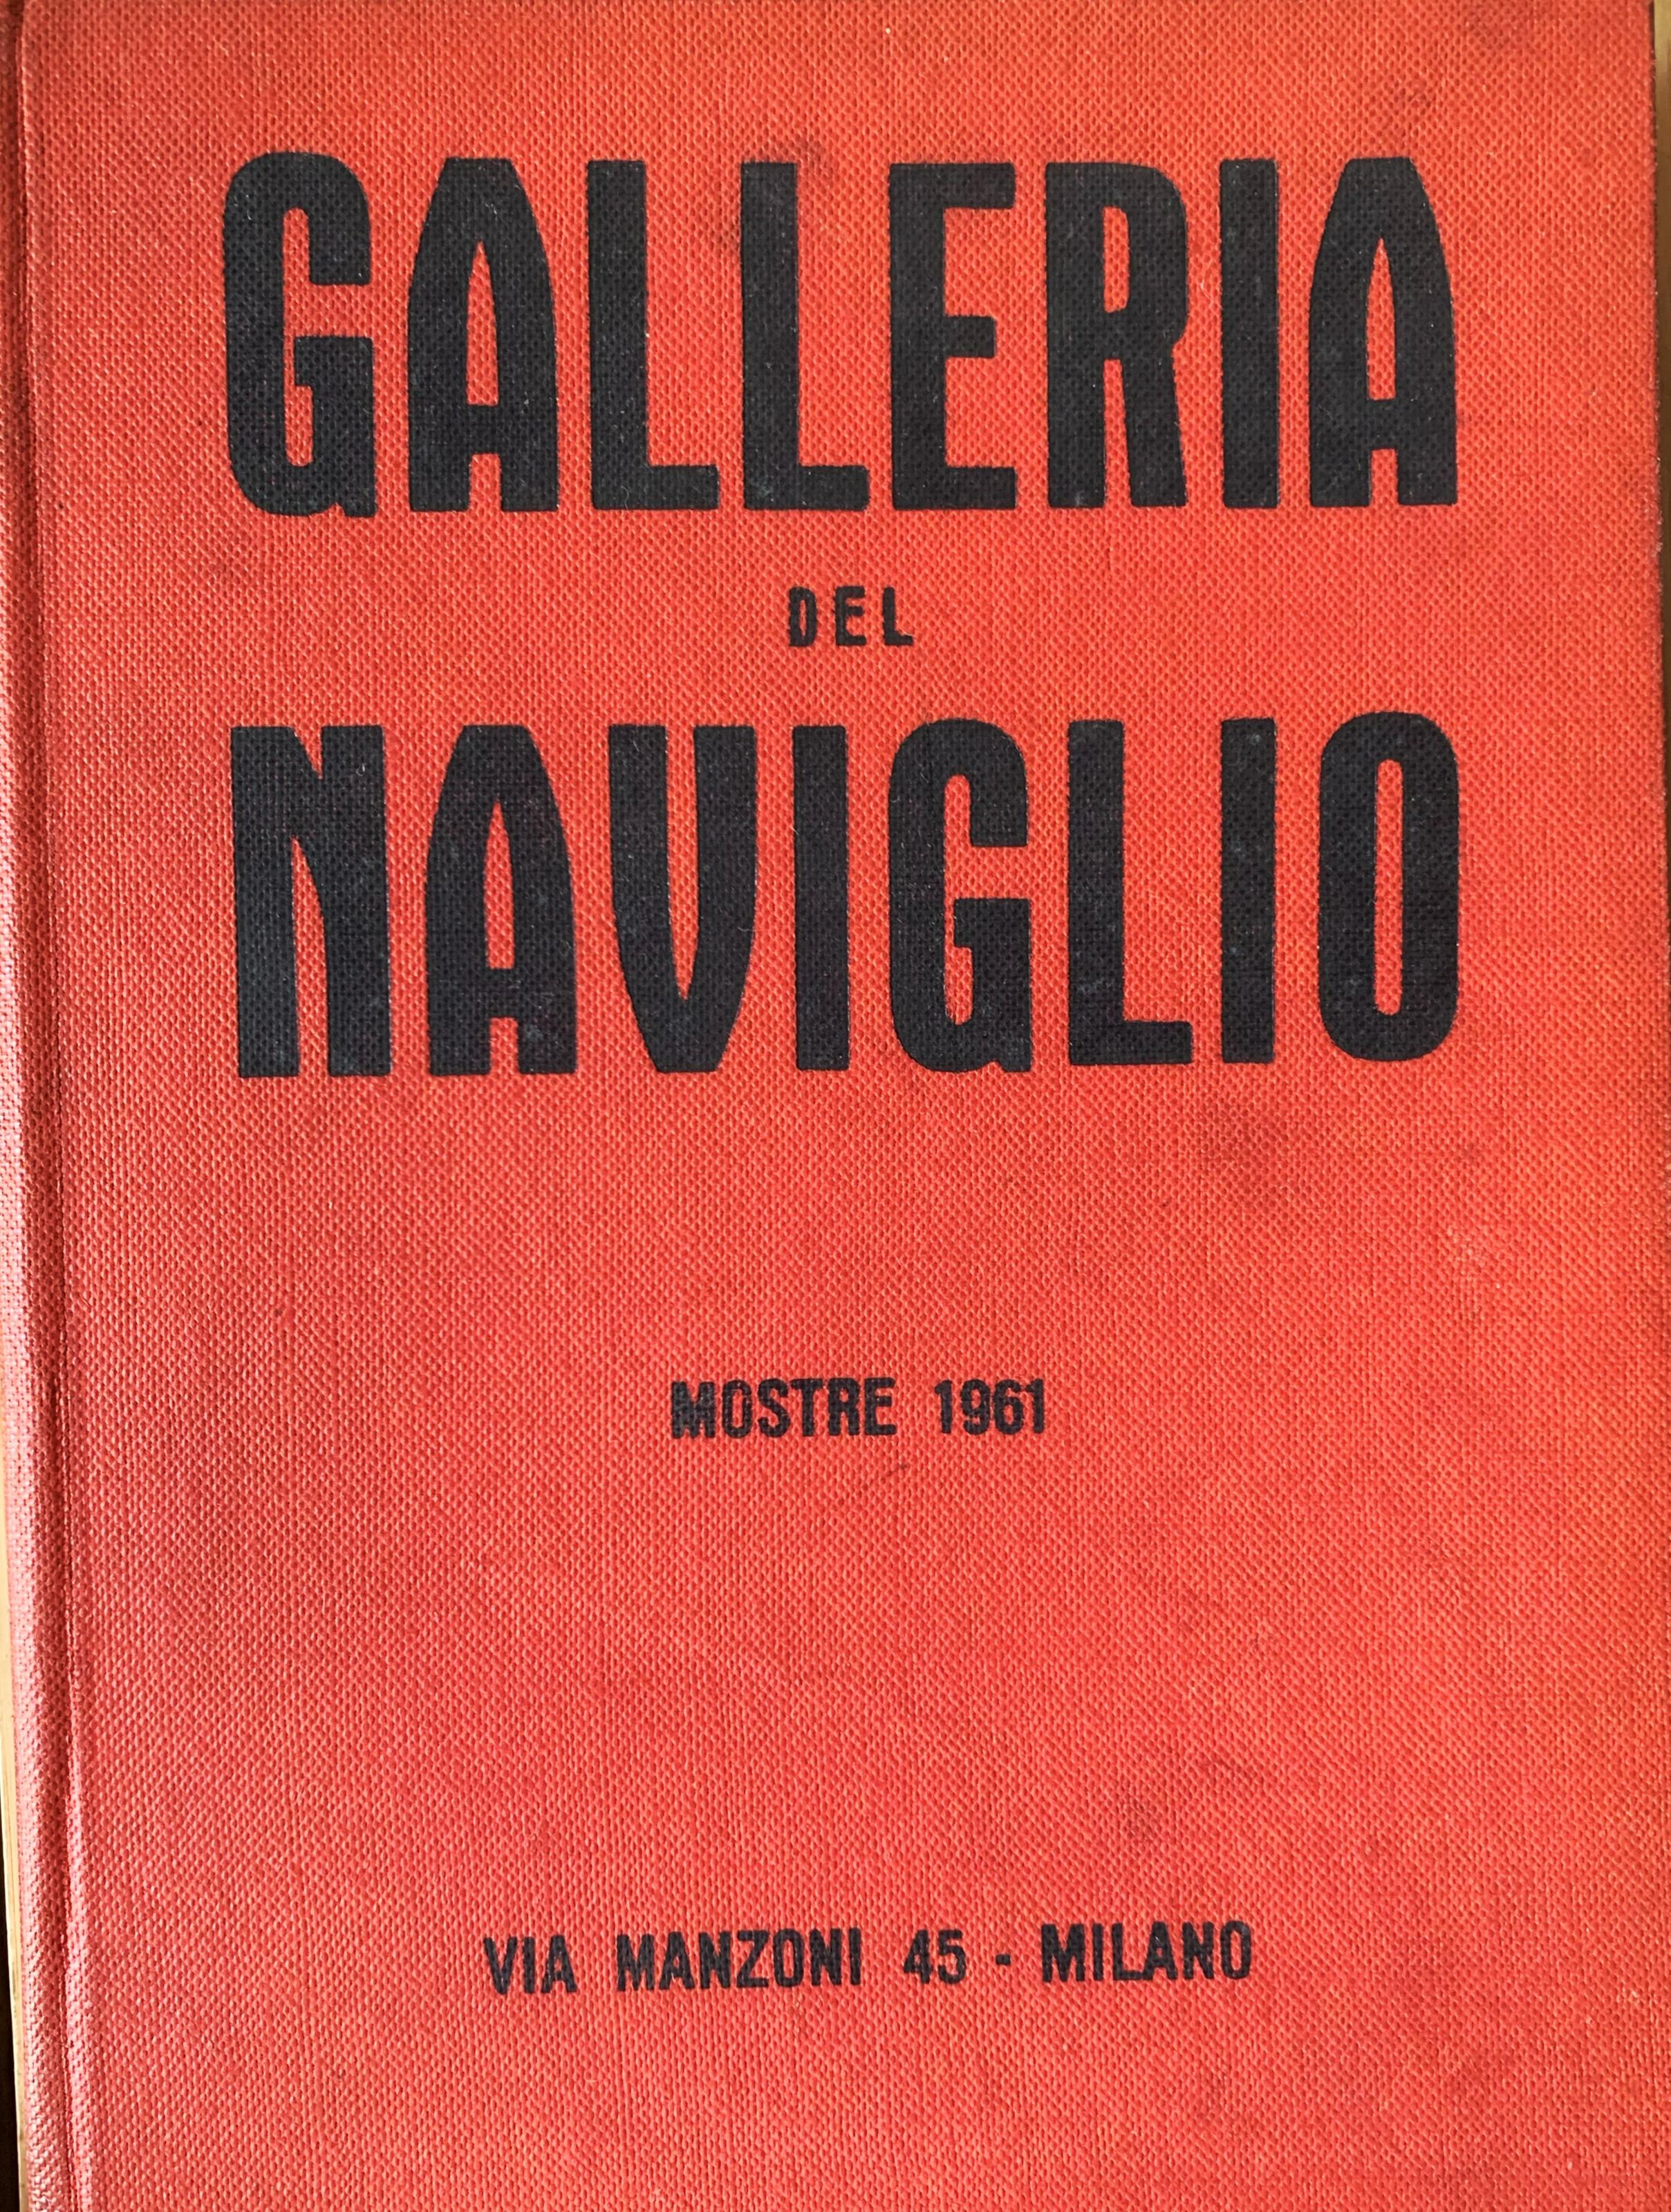 GALLERIA
DEL
NAVIGLIO
MOSTRE 1961
VIA MANZONI 45 - MILANO